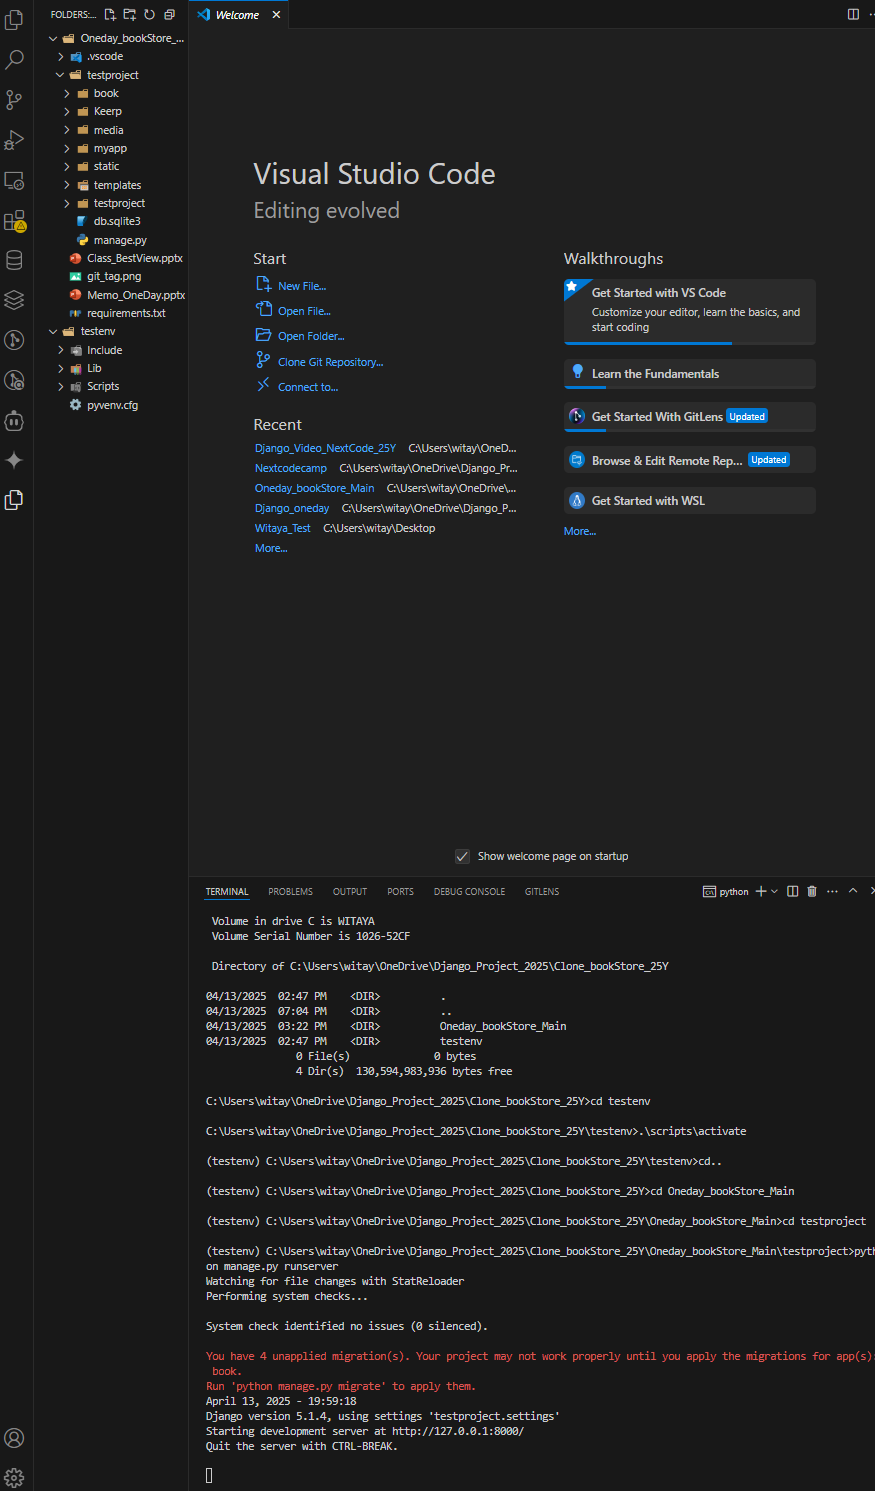 FOLDERS:...
Welcome
Oneday_bookStore_...
.vscode
testproject
book
Keerp
media
myapp
static
templates
testproject
db.sqlite3
manage.py
Class_BestView.pptx
git_tag.png
Memo_OneDay.pptx
requirements.txt
testenv
Include
Lib
Scripts
pyvenv.cfg
Visual Studio Code
Editing evolved
Start
New File...
Open File...
Open Folder...
Clone Git Repository...
Connect to...
Recent
Django_Video_NextCode_25Y C:\Users\witay\OneD...
Nextcodecamp C:\Users\witay\OneDrive\Django_Pr...
Oneday_bookStore_Main C:\Users\witay\OneDrive\...
Django_oneday C:\Users\witay\OneDrive\Django_P...
Witaya_Test C:\Users\witay\Desktop
More...
Walkthroughs
Get Started with VS Code
Customize your editor, learn the basics, and
start coding
Learn the Fundamentals
Get Started With GitLens Updated
Browse & Edit Remote Rep... Updated
Get Started with WSL
More...
Show welcome page on startup
TERMINAL PROBLEMS OUTPUT PORTS DEBUG CONSOLE GITLENS
python
Volume in drive C is WITAYA
Volume Serial Number is 1026-52CF
Directory of C:\Users\witay\OneDrive\Django_Project_2025\Clone_bookStore_25Y
04/13/2025 02:47 PM <DIR> .
04/13/2025 07:04 PM <DIR> ..
04/13/2025 03:22 PM <DIR> Oneday_bookStore_Main
04/13/2025 02:47 PM <DIR> testenv
0 File(s) 0 bytes
4 Dir(s) 130,594,983,936 bytes free
C:\Users\witay\OneDrive\Django_Project_2025\Clone_bookStore_25Y>cd testenv
C:\Users\witay\OneDrive\Django_Project_2025\Clone_bookStore_25Y\testenv>.\scripts\activate
(testenv) C:\Users\witay\OneDrive\Django_Project_2025\Clone_bookStore_25Y\testenv>cd..
(testenv) C:\Users\witay\OneDrive\Django_Project_2025\Clone_bookStore_25Y>cd Oneday_bookStore_Main
(testenv) C:\Users\witay\OneDrive\Django_Project_2025\Clone_bookStore_25Y\Oneday_bookStore_Main>cd testproject
(testenv) C:\Users\witay\OneDrive\Django_Project_2025\Clone_bookStore_25Y\Oneday_bookStore_Main\testproject>pyth
on manage.py runserver
Watching for file changes with StatReloader
Performing system checks...
System check identified no issues (0 silenced).
You have 4 unapplied migration(s). Your project may not work properly until you apply the migrations for app(s):
book.
Run 'python manage.py migrate' to apply them.
April 13, 2025 - 19:59:18
Django version 5.1.4, using settings 'testproject.settings'
Starting development server at http://127.0.0.1:8000/
Quit the server with CTRL-BREAK.